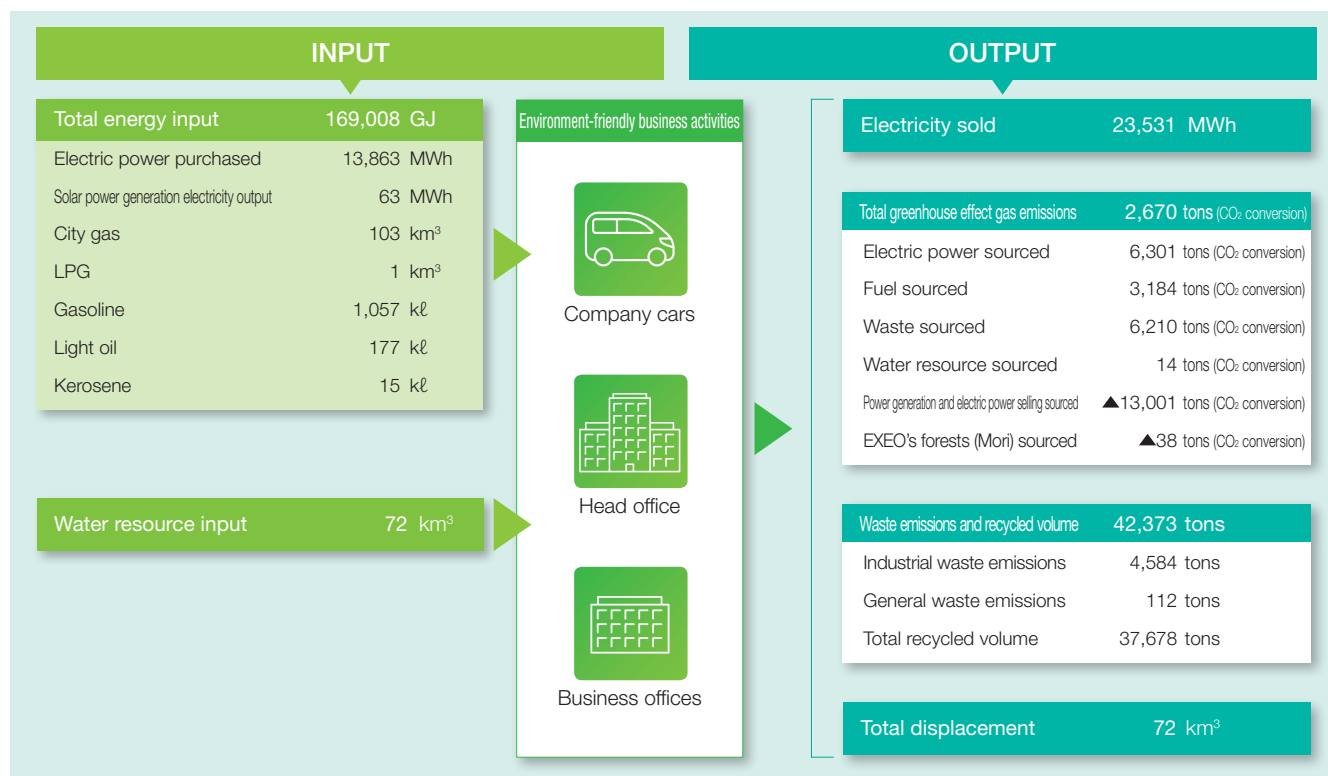 INPUT
Total energy input 169,008 GJ
Electric power purchased 13,863 MWh
Solar power generation electricity output 63 MWh
City gas 103 km³
LPG 1 km³
Gasoline 1,057 kℓ
Light oil 177 kℓ
Kerosene 15 kℓ
Water resource input 72 km³
Environment-friendly business activities
Company cars
Head office
Business offices
OUTPUT
Electricity sold 23,531 MWh
Total greenhouse effect gas emissions 2,670 tons (CO₂ conversion)
Electric power sourced 6,301 tons (CO₂ conversion)
Fuel sourced 3,184 tons (CO₂ conversion)
Waste sourced 6,210 tons (CO₂ conversion)
Water resource sourced 14 tons (CO₂ conversion)
Power generation and electric power selling sourced ▲13,001 tons (CO₂ conversion)
EXEO’s forests (Mori) sourced ▲38 tons (CO₂ conversion)
Waste emissions and recycled volume 42,373 tons
Industrial waste emissions 4,584 tons
General waste emissions 112 tons
Total recycled volume 37,678 tons
Total displacement 72 km³